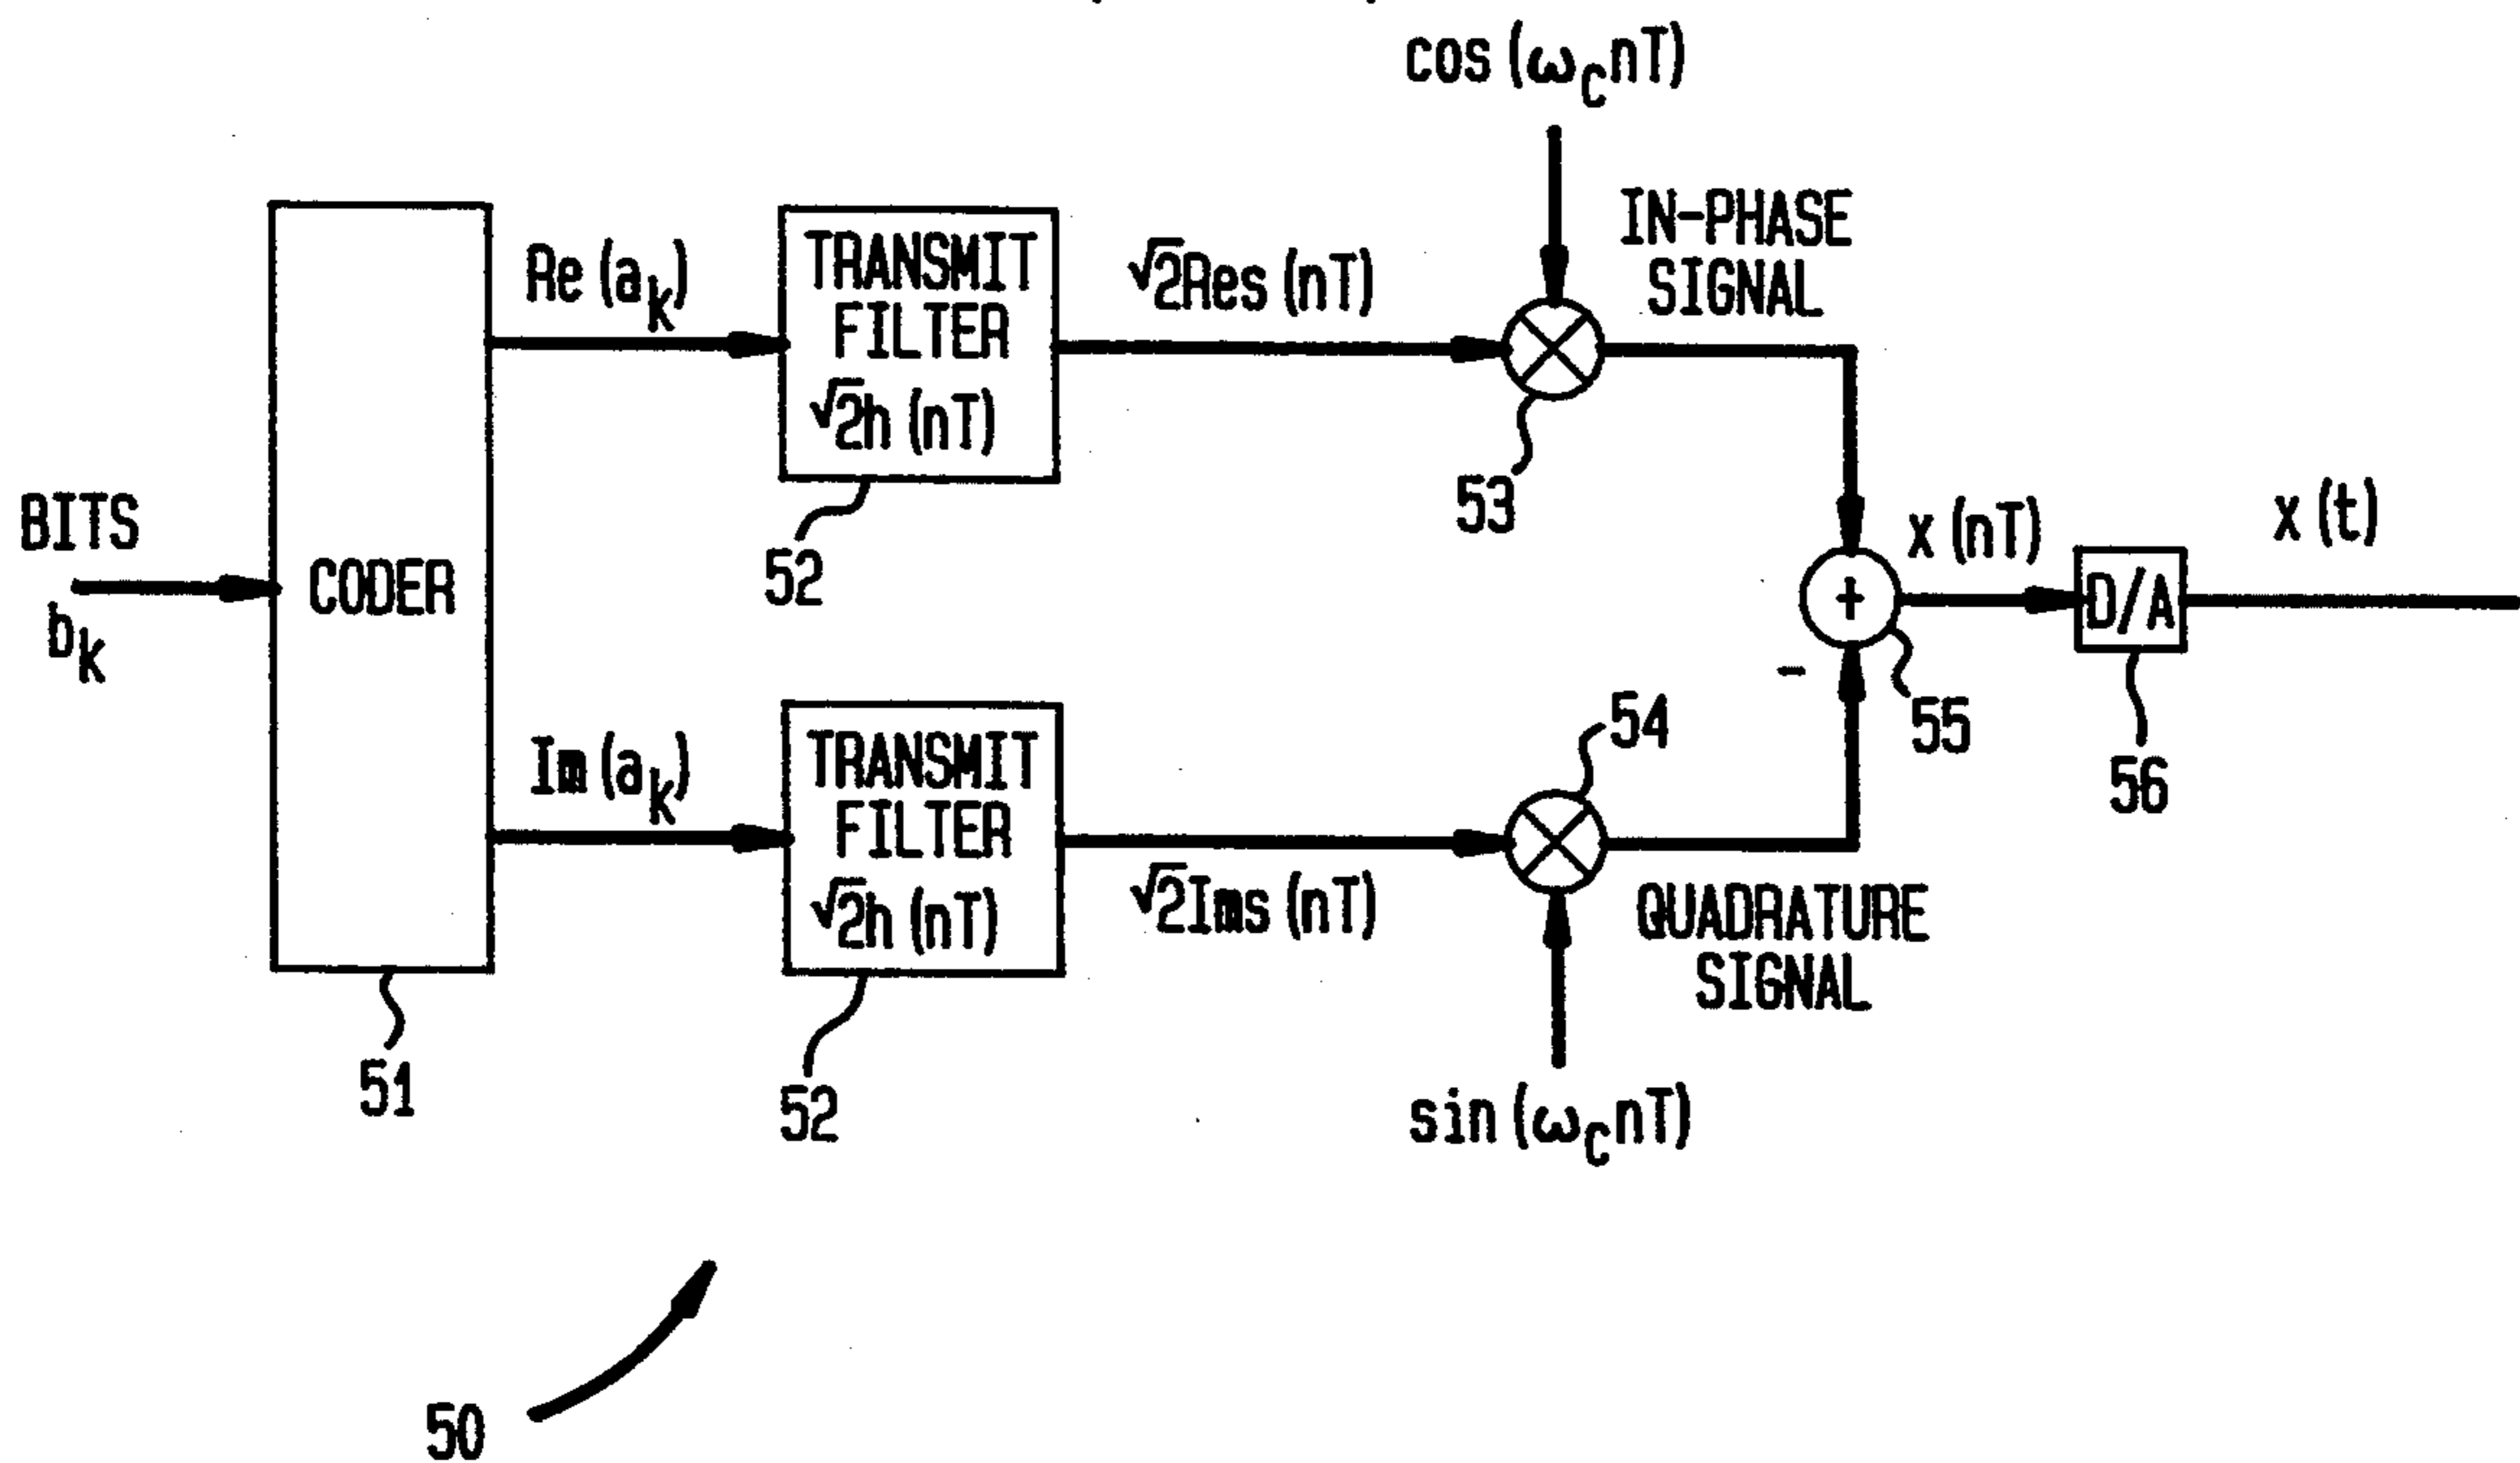 cos (ω_c nT)
IN-PHASE
SIGNAL
Re (a_k)
TRANSMIT
FILTER
√2h (nT)
√2Res (nT)
53
52
BITS
b_k
CODER
x (nT)
x (t)
+
D/A
-
55
56
54
Im (a_k)
TRANSMIT
FILTER
√2h (nT)
√2Ims (nT)
QUADRATURE
SIGNAL
51
52
sin (ω_c nT)
50